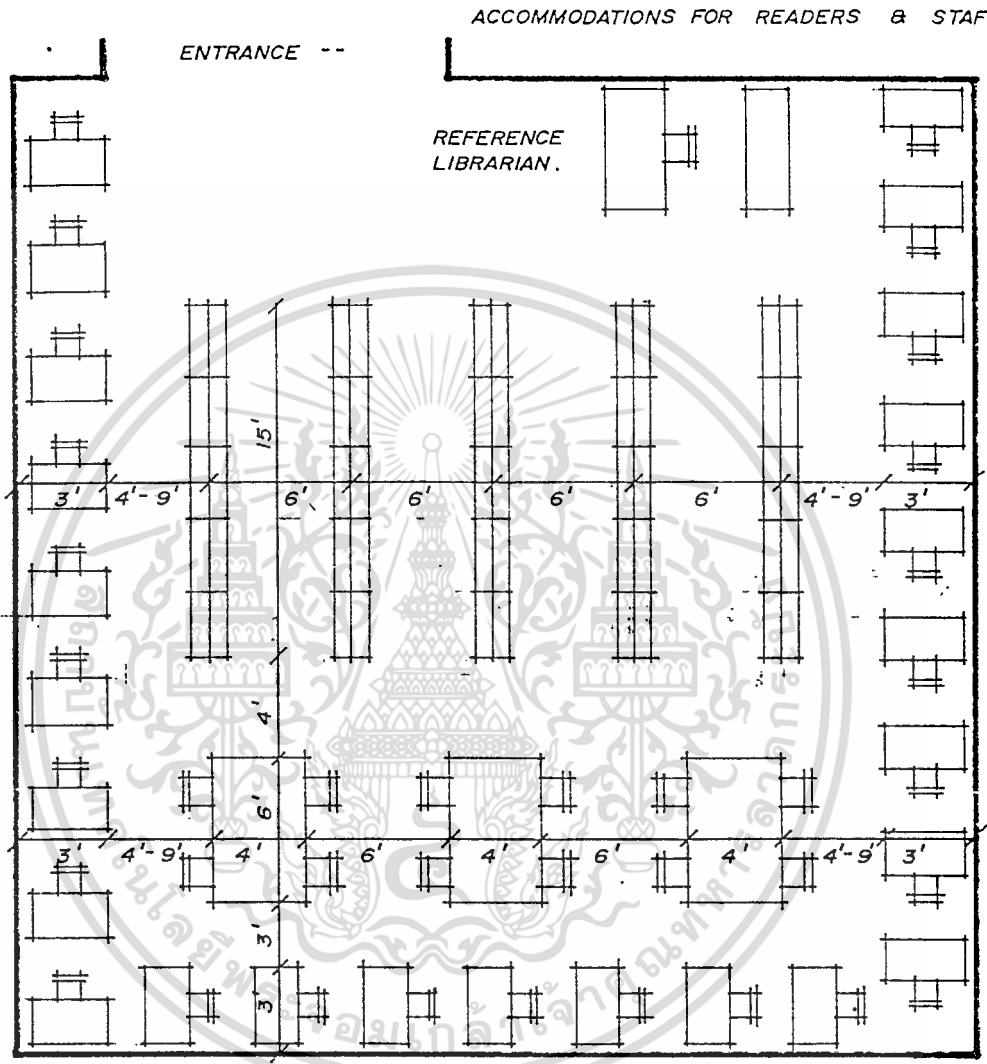 ACCOMMODATIONS FOR READERS & STAF
ENTRANCE --
REFERENCE
LIBRARIAN.
15'
3' 4'-9' 6' 6' 6' 6' 4'-9' 3'
4'
6'
3' 4'-9' 4' 6' 4' 6' 4' 4'-9' 3'
3'
3'